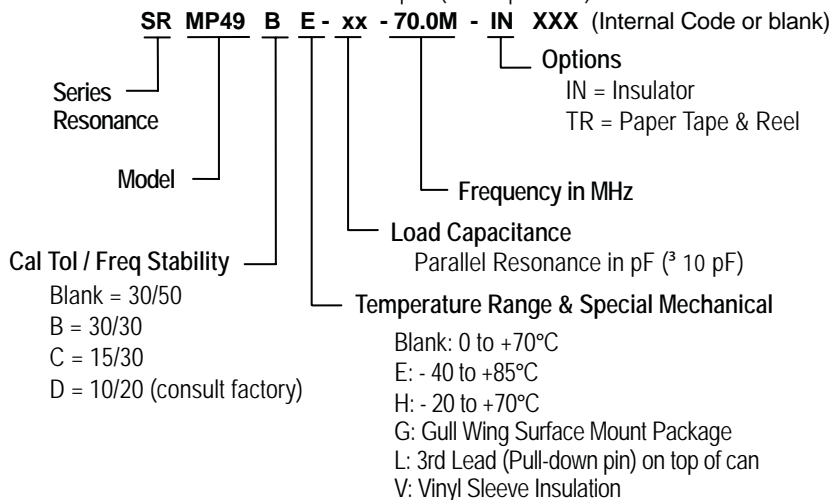 SR MP49 B E - xx - 70.0M - IN XXX (Internal Code or blank)
Options
IN = Insulator
TR = Paper Tape & Reel
Series
Resonance
Model
Frequency in MHz
Load Capacitance
Parallel Resonance in pF (³ 10 pF)
Cal Tol / Freq Stability
Blank = 30/50
B = 30/30
C = 15/30
D = 10/20 (consult factory)
Temperature Range & Special Mechanical
Blank: 0 to +70°C
E: - 40 to +85°C
H: - 20 to +70°C
G: Gull Wing Surface Mount Package
L: 3rd Lead (Pull-down pin) on top of can
V: Vinyl Sleeve Insulation